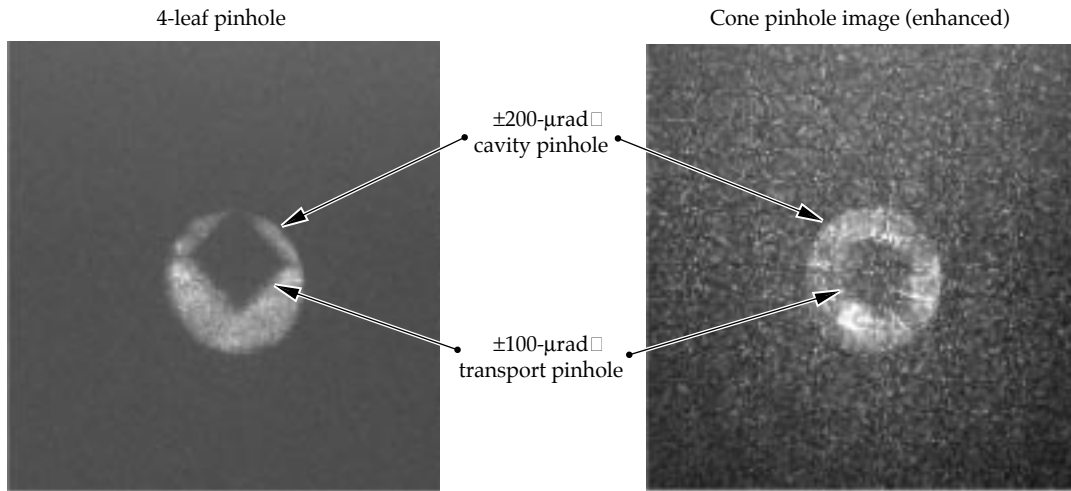 4-leaf pinhole
Cone pinhole image (enhanced)
±200-µrad□
cavity pinhole
±100-µrad□
transport pinhole